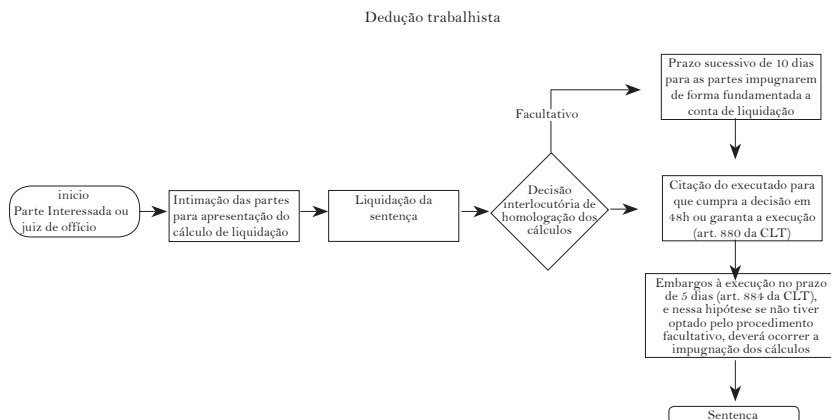 Dedução trabalhista
inicio
Parte Interessada ou
juiz de offício
Intimação das partes
para apresentação do
cálculo de liquidação
Liquidação da
sentença
Decisão
interlocutória de
homologação dos
cálculos
Facultativo
Prazo sucessivo de 10 dias
para as partes impugnarem
de forma fundamentada a
conta de liquidação
Citação do executado para
que cumpra a decisão em
48h ou garanta a execução
(art. 880 da CLT)
Embargos à execução no prazo
de 5 dias (art. 884 da CLT),
e nessa hipótese se não tiver
optado pelo procedimento
facultativo, deverá ocorrer a
impugnação dos cálculos
Sentença